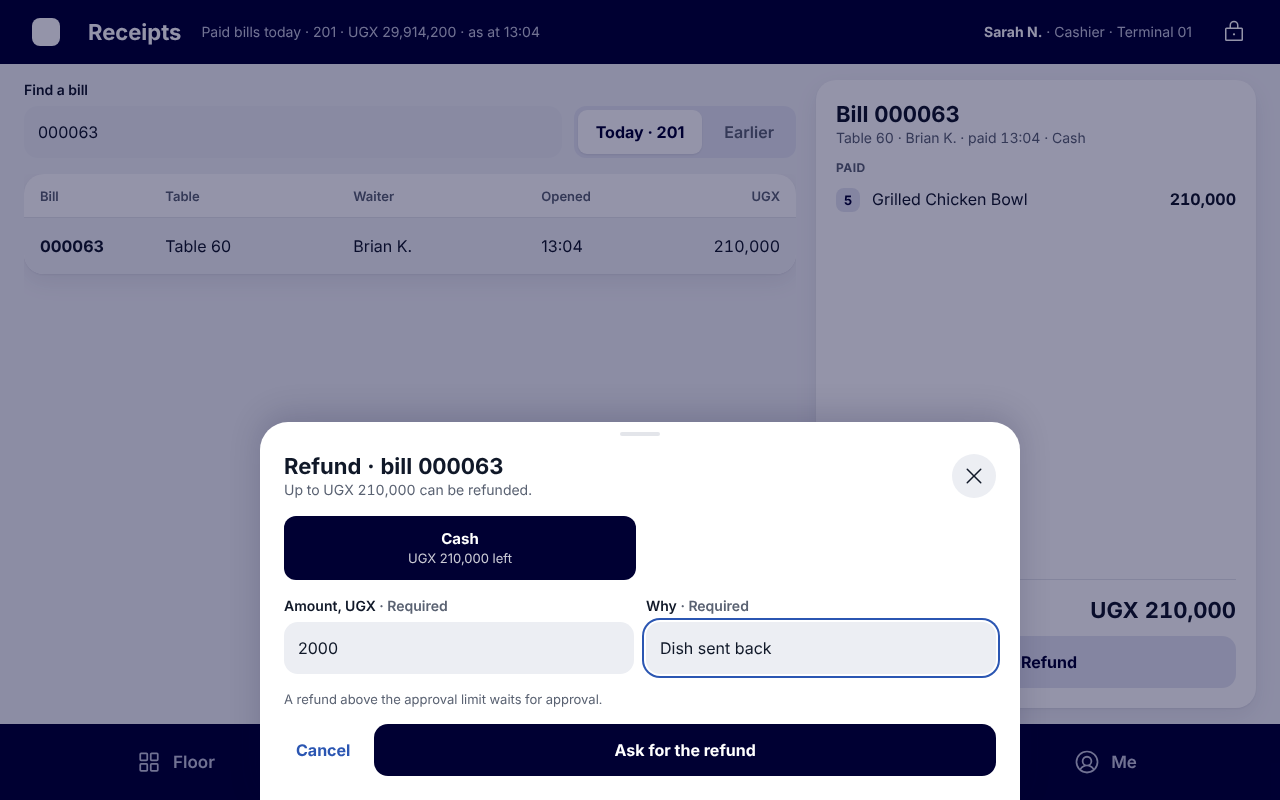 Receipts
Paid bills today · 201 · UGX 29,914,200 · as at 13:04
Sarah N. · Cashier · Terminal 01
Find a bill
000063
Today · 201
Earlier
Bill Table Waiter Opened UGX
000063 Table 60 Brian K. 13:04 210,000
Bill 000063
Table 60 · Brian K. · paid 13:04 · Cash
PAID
5 Grilled Chicken Bowl 210,000
UGX 210,000
Refund
Refund · bill 000063
Up to UGX 210,000 can be refunded.
Cash
UGX 210,000 left
Amount, UGX · Required
2000
Why · Required
Dish sent back
A refund above the approval limit waits for approval.
Cancel
Ask for the refund
Floor
Me